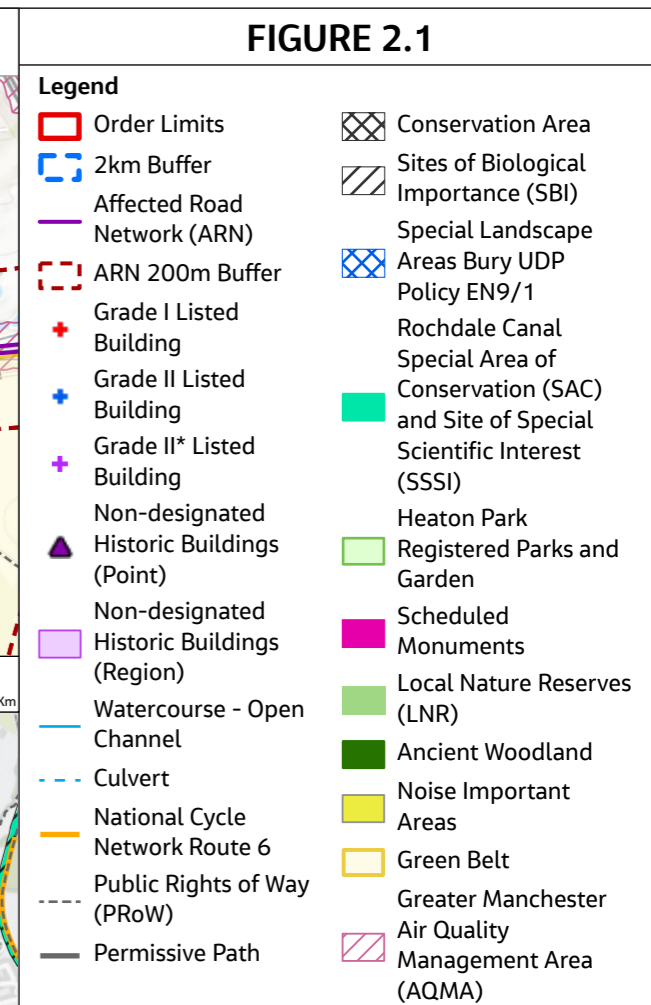 FIGURE 2.1
Legend
Order Limits
2km Buffer
Affected Road
Network (ARN)
ARN 200m Buffer
Grade I Listed
Building
Grade II Listed
Building
Grade II* Listed
Building
Non-designated
Historic Buildings
(Point)
Non-designated
Historic Buildings
(Region)
Watercourse - Open
Channel
Culvert
National Cycle
Network Route 6
Public Rights of Way
(PRoW)
Permissive Path
Conservation Area
Sites of Biological
Importance (SBI)
Special Landscape
Areas Bury UDP
Policy EN9/1
Rochdale Canal
Special Area of
Conservation (SAC)
and Site of Special
Scientific Interest
(SSSI)
Heaton Park
Registered Parks and
Garden
Scheduled
Monuments
Local Nature Reserves
(LNR)
Ancient Woodland
Noise Important
Areas
Green Belt
Greater Manchester
Air Quality
Management Area
(AQMA)
Km